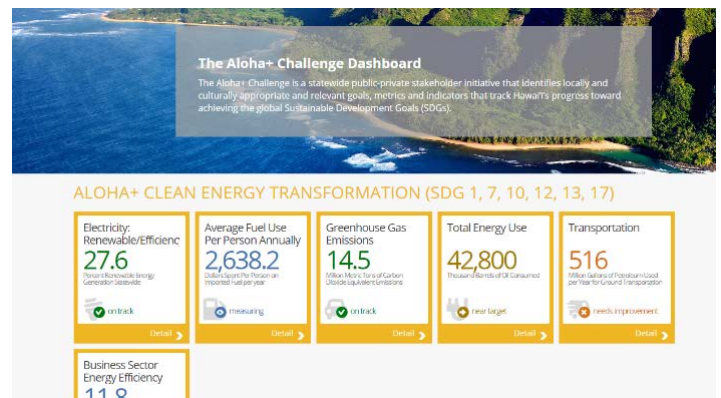 The Aloha+ Challenge Dashboard
The Aloha+ Challenge is a statewide public-private stakeholder initiative that identifies locally and
culturally appropriate and relevant goals, metrics and indicators that track Hawai'i's progress toward
achieving the global Sustainable Development Goals (SDGs).
ALOHA+ CLEAN ENERGY TRANSFORMATION (SDG 1, 7, 10, 12, 13, 17)
Electricity:
Renewable/Efficienc
27.6
Percent Renewable Energy
Generation Statewide
on track
Detail
Average Fuel Use
Per Person Annually
2,638.2
Dollars Spent Per Person on
Imported Fuel per year
measuring
Detail
Greenhouse Gas
Emissions
14.5
Million Metric Tons of Carbon
Dioxide Equivalent Emissions
on track
Detail
Total Energy Use
42,800
Thousand Barrels of Oil Consumed
near target
Detail
Transportation
516
Million Gallons of Petroleum Used
per Year for Ground Transportation
needs improvement
Detail
Business Sector
Energy Efficiency
11.8